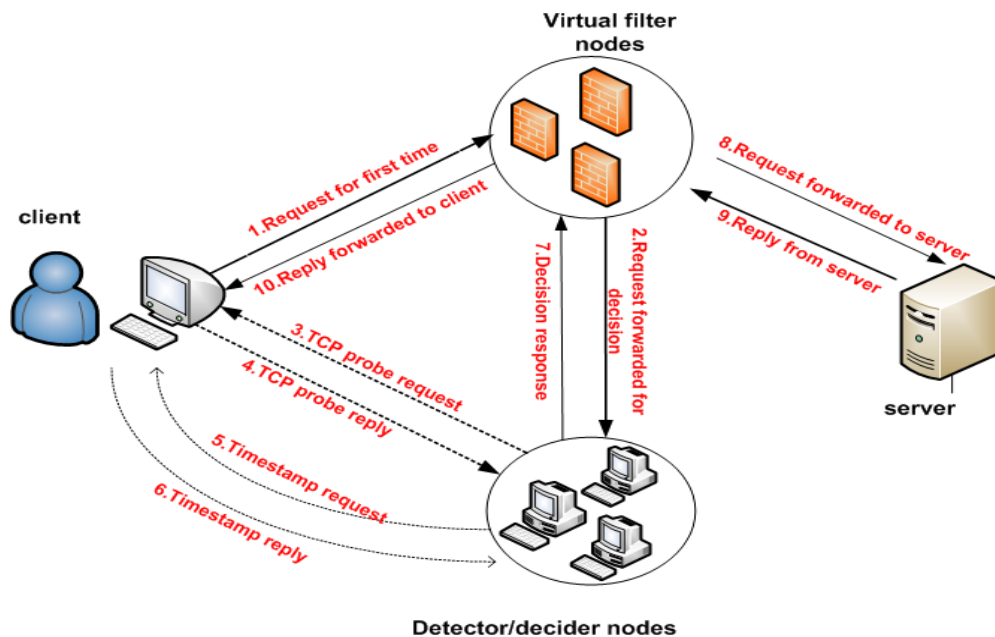 Virtual filter
nodes
1.Request for first time
10.Reply forwarded to client
client
8.Request forwarded to server
9.Reply from server
7.Decision response
2.Request forwarded for
decision
3.TCP probe request
4.TCP probe reply
5.Timestamp request
6.Timestamp reply
server
Detector/decider nodes